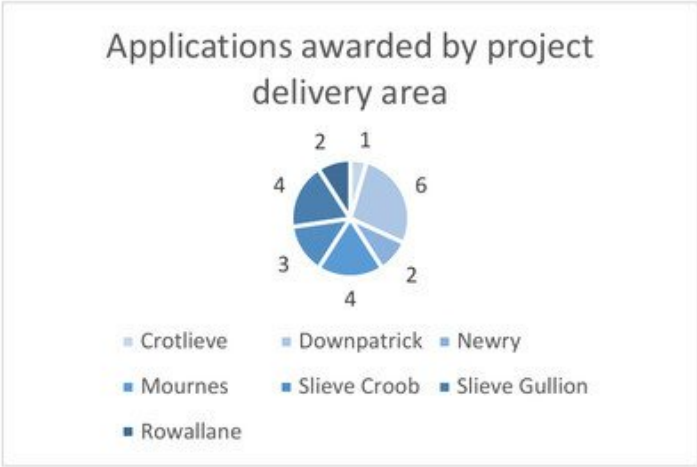 Applications awarded by project
delivery area
2 1
4 6
3 2
4
Crotlieve Downpatrick Newry
Mournes Slieve Croob Slieve Gullion
Rowallane